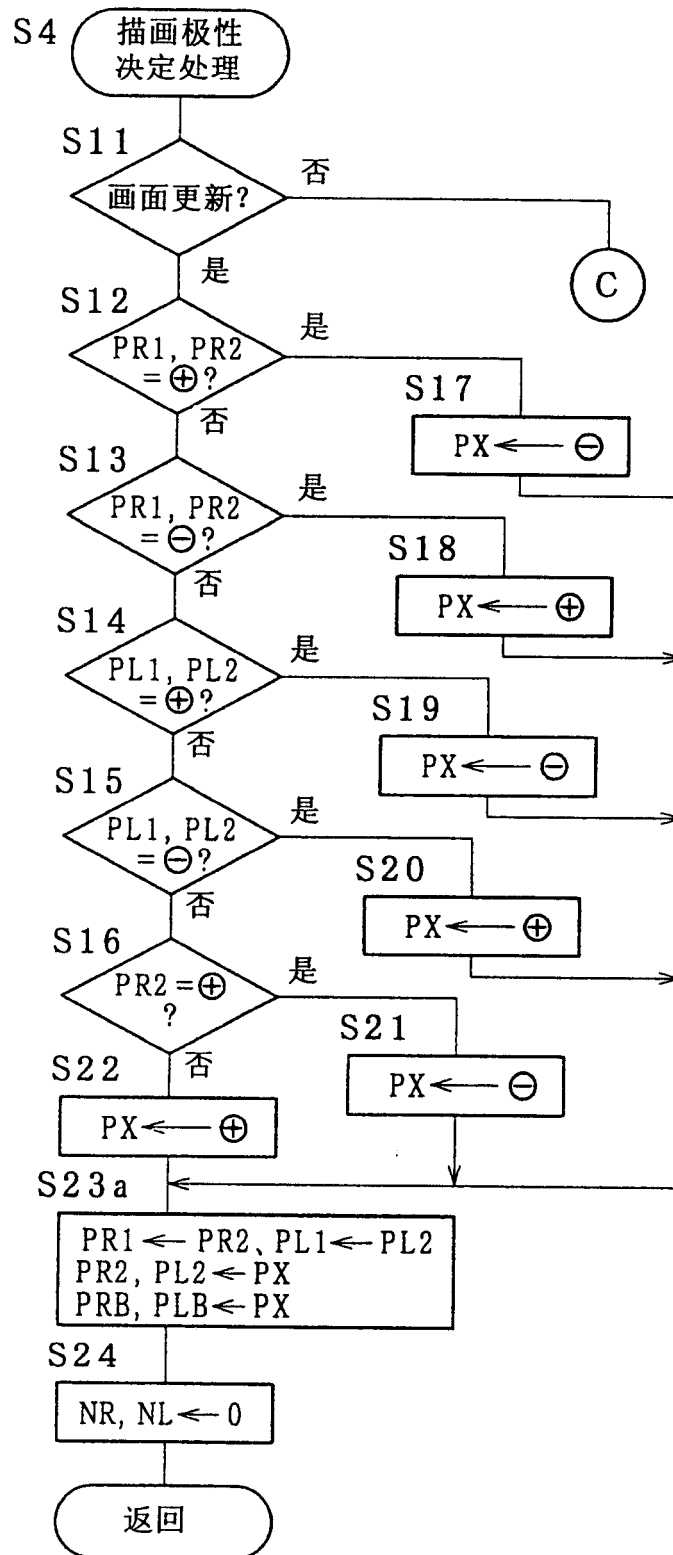 S4
描画极性
决定处理
S11
画面更新?
否
是
C
S12
PR1, PR2
=⊕?
是
否
S17
PX←⊖
S13
PR1, PR2
=⊖?
是
否
S18
PX←⊕
S14
PL1, PL2
=⊕?
是
否
S19
PX←⊖
S15
PL1, PL2
=⊖?
是
否
S20
PX←⊕
S16
PR2=⊕
?
是
否
S21
PX←⊖
S22
PX←⊕
S23a
PR1←PR2、PL1←PL2
PR2, PL2←PX
PRB, PLB←PX
S24
NR, NL←0
返回